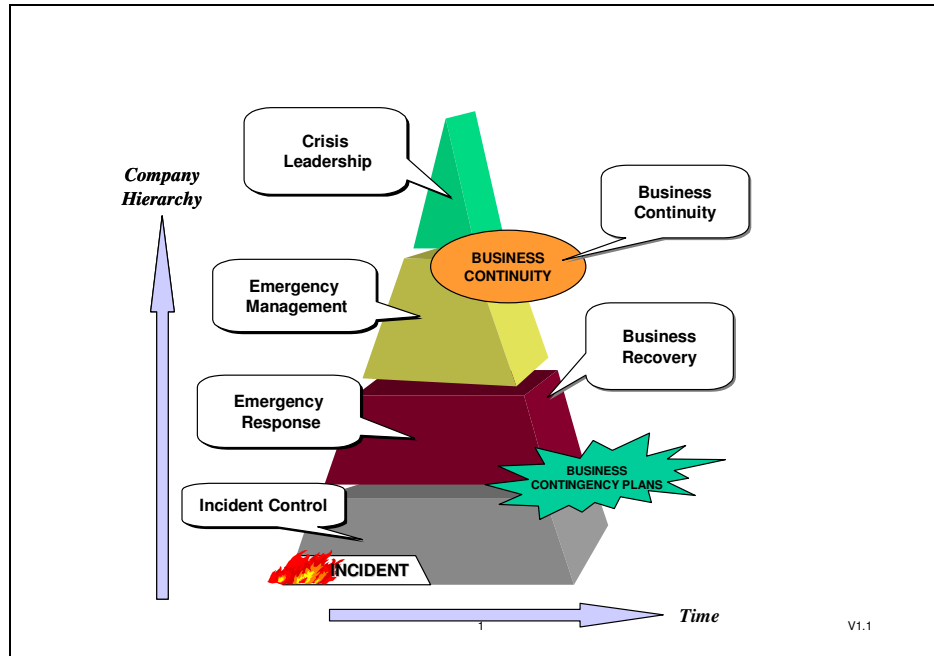 Crisis
Leadership
Company
Hierarchy
Business
Continuity
BUSINESS
CONTINUITY
Emergency
Management
Business
Recovery
Emergency
Response
BUSINESS
CONTINGENCY PLANS
Incident Control
INCIDENT
Time
1
V1.1